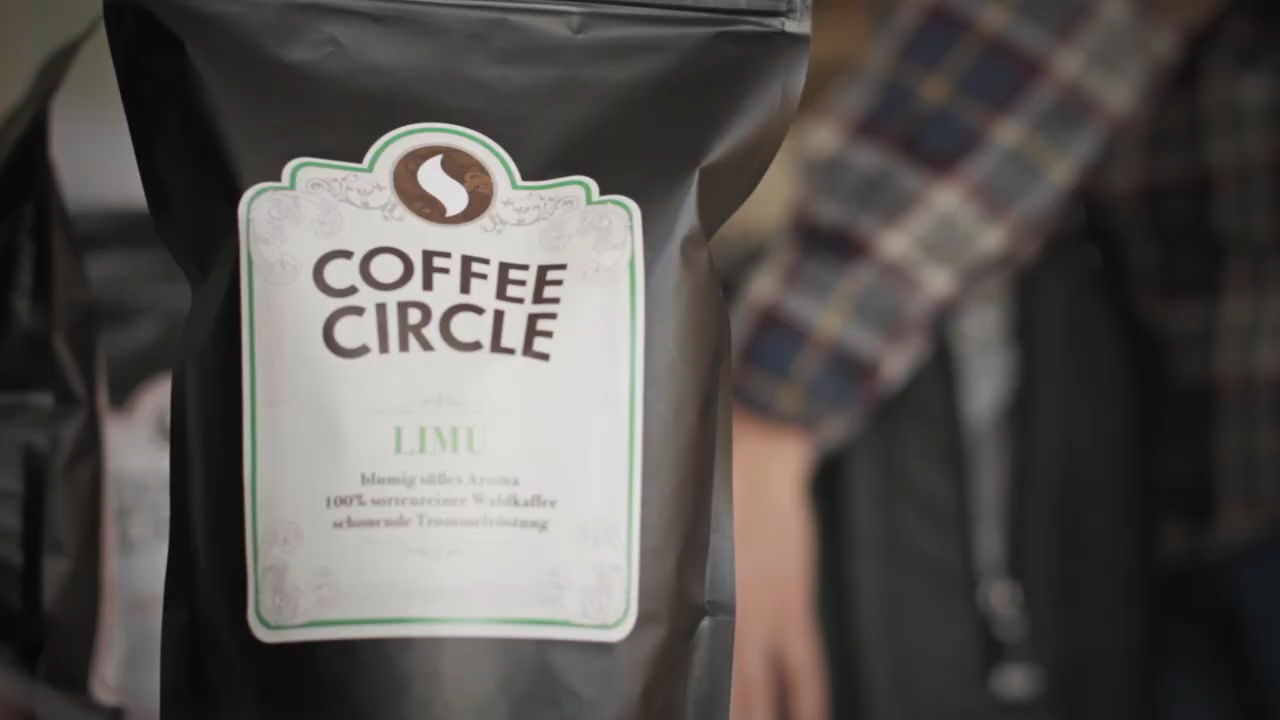 COFFEE
CIRCLE
LIMU
blumig süßes Aroma
100% sortenreiner Waldkaffee
schonende Trommelröstung